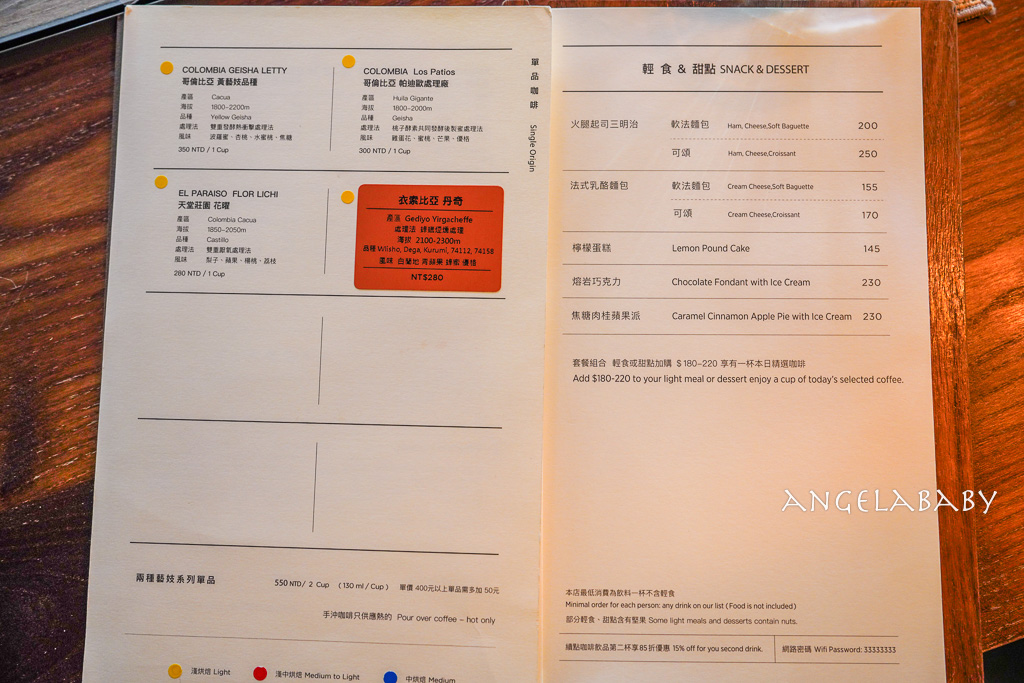 單品咖啡 Single Origin
COLOMBIA GEISHA LETTY
哥倫比亞 黃藝妓品種
產區 Cacua
海拔 1800-2200m
品種 Yellow Geisha
處理法 雙重發酵熱衝擊處理法
風味 波羅蜜、杏桃、水蜜桃、焦糖
350 NTD / 1 Cup
COLOMBIA Los Patios
哥倫比亞 帕迪歐處理廠
產區 Huila Gigante
海拔 1800-2000m
品種 Geisha
處理法 桃子酵素共同發酵後製蜜處理法
風味 雞蛋花、蜜桃、芒果、優格
300 NTD / 1 Cup
EL PARAISO FLOR LICHI
天堂莊園 花曜
產區 Colombia Cacua
海拔 1850-2050m
品種 Castillo
處理法 雙重厭氧處理法
風味 梨子、蘋果、楊桃、荔枝
280 NTD / 1 Cup
衣索比亞 丹奇
產區 Gediyo Yirgacheffe
處理法 蜂蜜短慢處理
海拔 2100-2300m
品種 Wlisho, Dega, Kurumi, 74112, 74158
風味 白蘭地 青蘋果 蜂蜜 優格
NT$280
兩種藝妓系列單品 550 NTD / 2 Cup (130 ml / Cup) 單價 400元以上單品需多加 50元
手沖咖啡只供應熱的 Pour over coffee – hot only
淺烘焙 Light 淺中烘焙 Medium to Light 中烘焙 Medium
輕食 & 甜點 SNACK & DESSERT
火腿起司三明治 軟法麵包 Ham, Cheese,Soft Baguette 200
可頌 Ham, Cheese,Croissant 250
法式乳酪麵包 軟法麵包 Cream Cheese,Soft Baguette 155
可頌 Cream Cheese,Croissant 170
檸檬蛋糕 Lemon Pound Cake 145
熔岩巧克力 Chocolate Fondant with Ice Cream 230
焦糖肉桂蘋果派 Caramel Cinnamon Apple Pie with Ice Cream 230
套餐組合 輕食或甜點加購 $180-220 享有一杯本日精選咖啡
Add $180-220 to your light meal or dessert enjoy a cup of today's selected coffee.
ANGELABABY
本店最低消費為飲料一杯不含輕食
Minimal order for each person: any drink on our list ( Food is not included )
部分輕食、甜點含有堅果 Some light meals and desserts contain nuts.
續點咖啡飲品第二杯享85折優惠 15% off for you second drink.
網路密碼 Wifi Password: 33333333